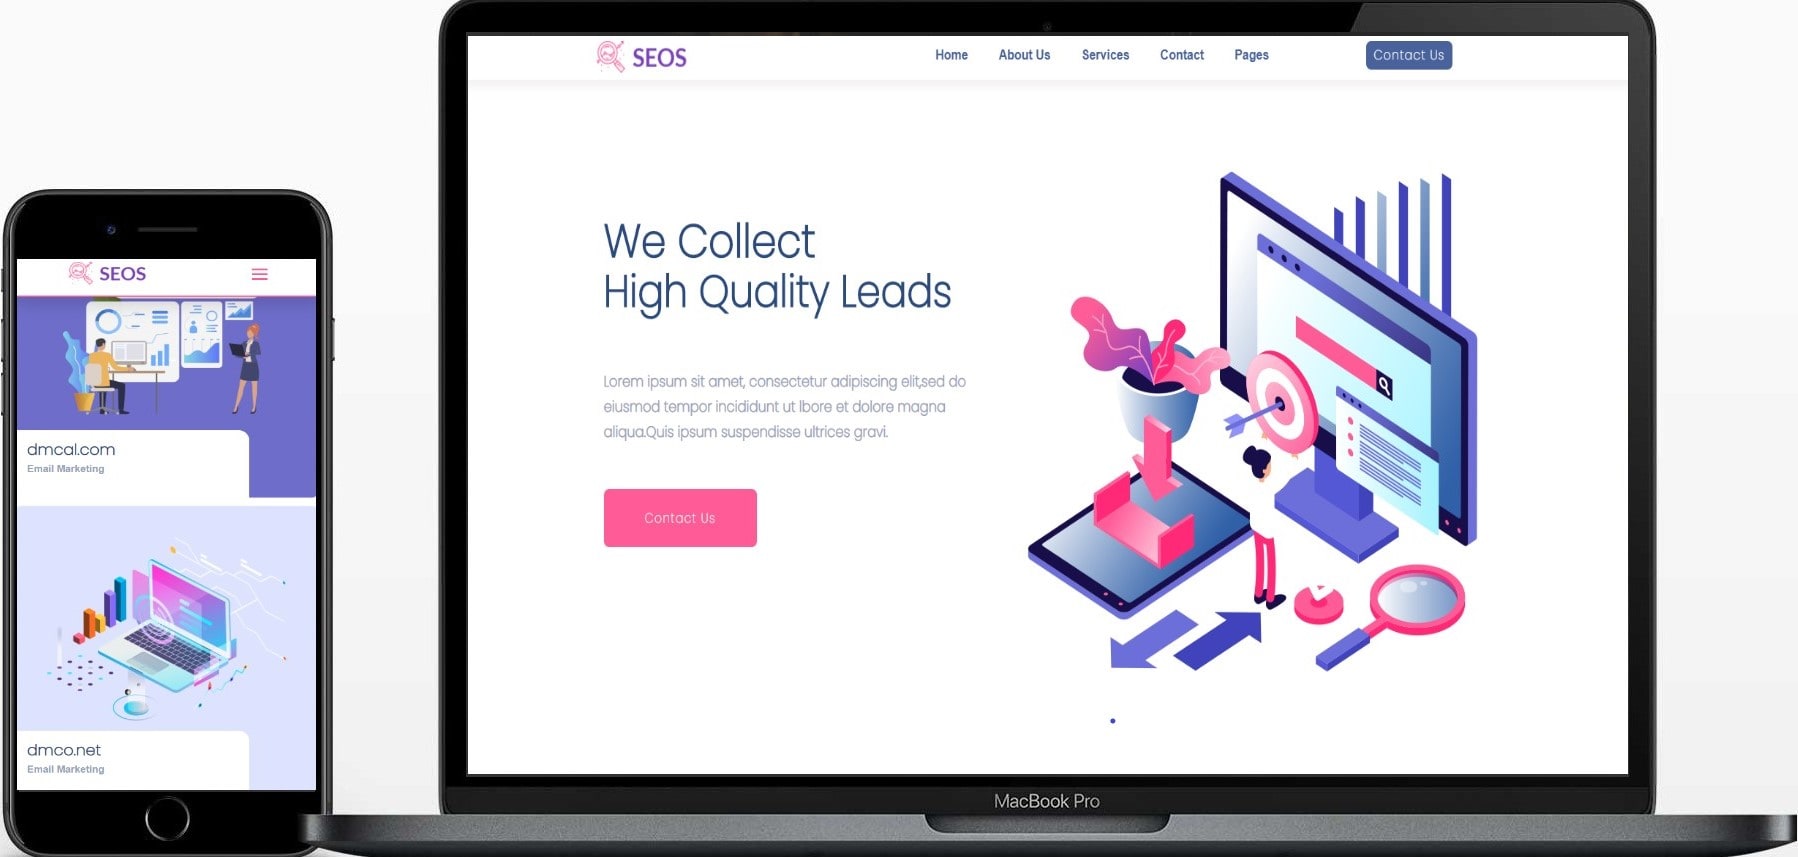 SEOS
Home About Us Services Contact Pages Contact Us
We Collect
High Quality Leads
Lorem ipsum sit amet, consectetur adipiscing elit,sed do
eiusmod tempor incididunt ut lbore et dolore magna
aliqua.Quis ipsum suspendisse ultrices gravi.
Contact Us
MacBook Pro
SEOS
dmcal.com
Email Marketing
dmco.net
Email Marketing